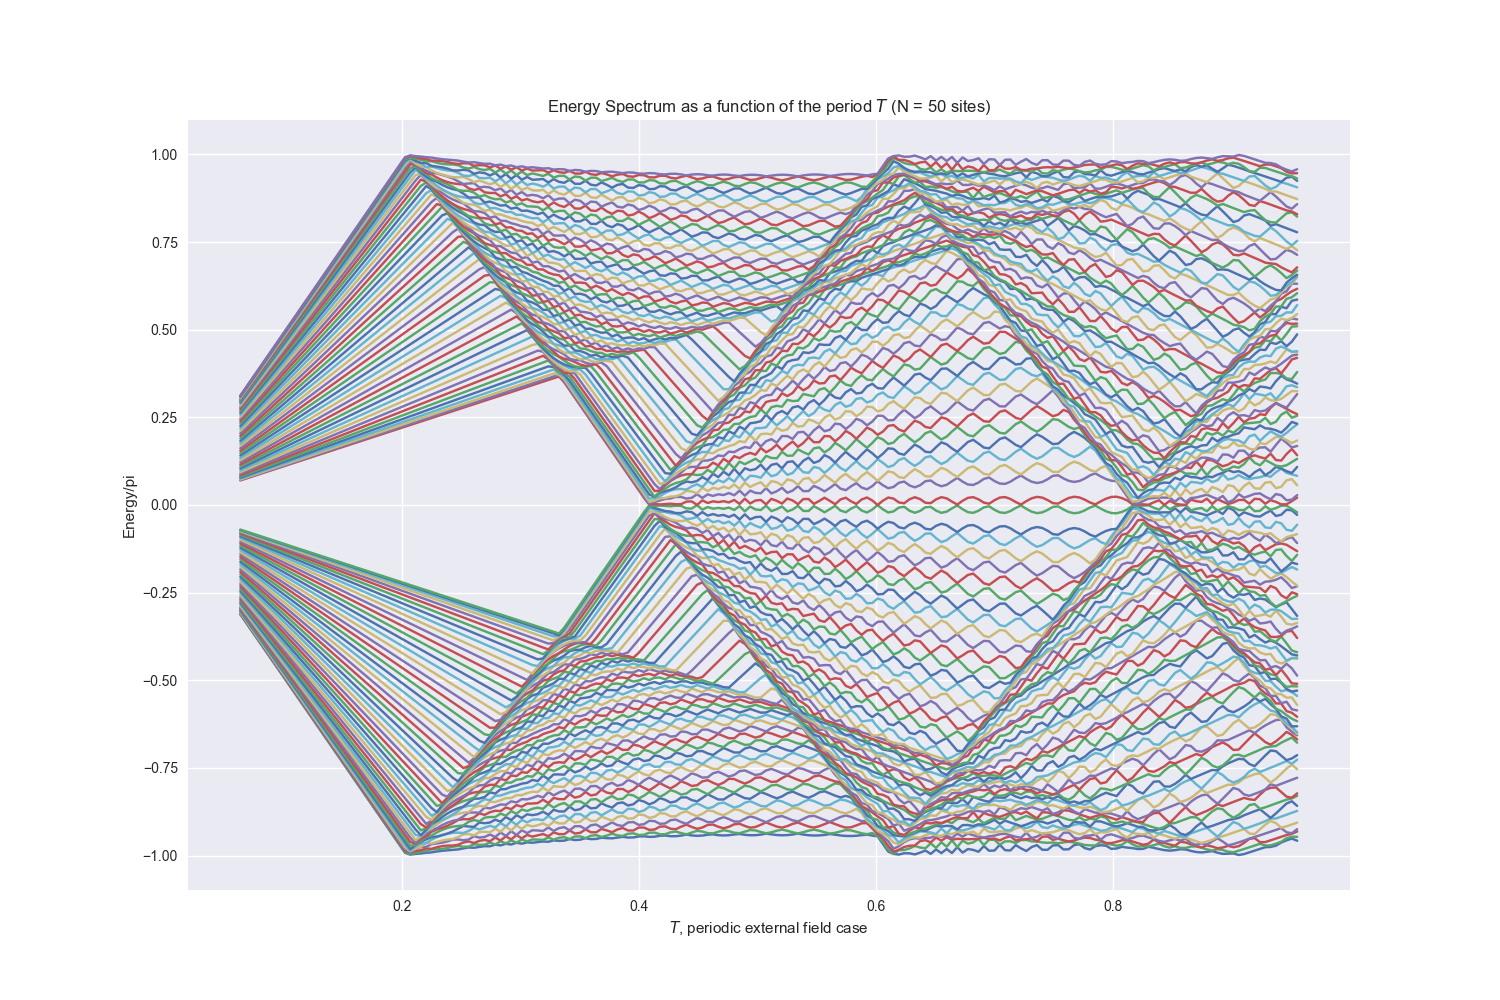 Energy Spectrum as a function of the period T (N = 50 sites)
1.00
0.75
0.50
0.25
0.00
−0.25
−0.50
−0.75
−1.00
Energy/pi
0.2 0.4 0.6 0.8
T, periodic external field case